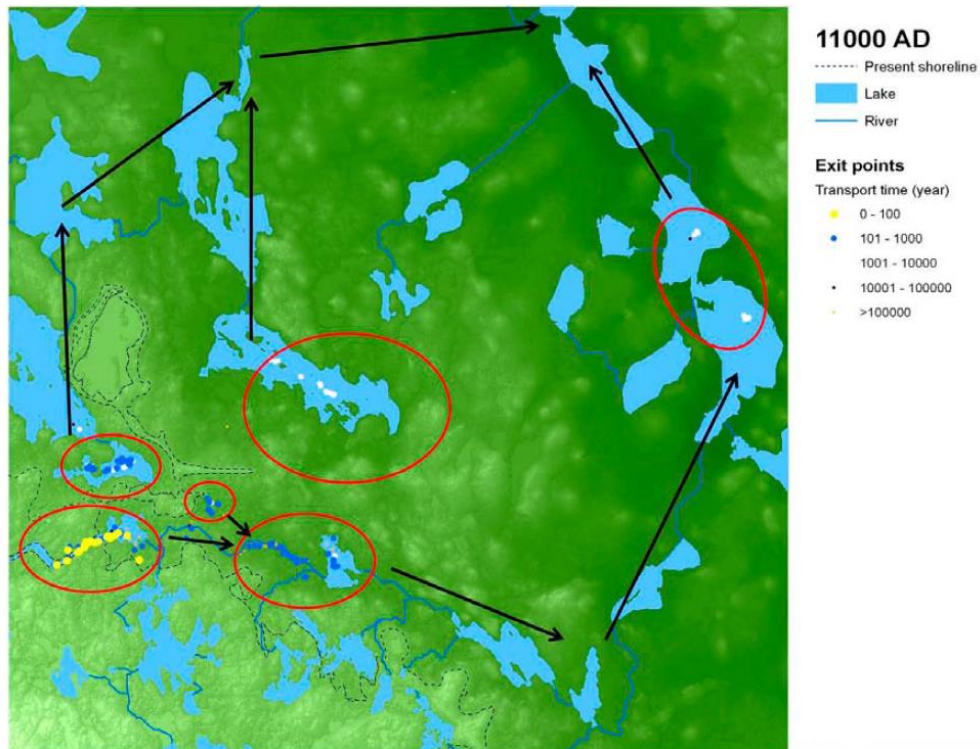 11000 AD
Present shoreline
Lake
River
Exit points
Transport time (year)
0 - 100
101 - 1000
1001 - 10000
10001 - 100000
>100000